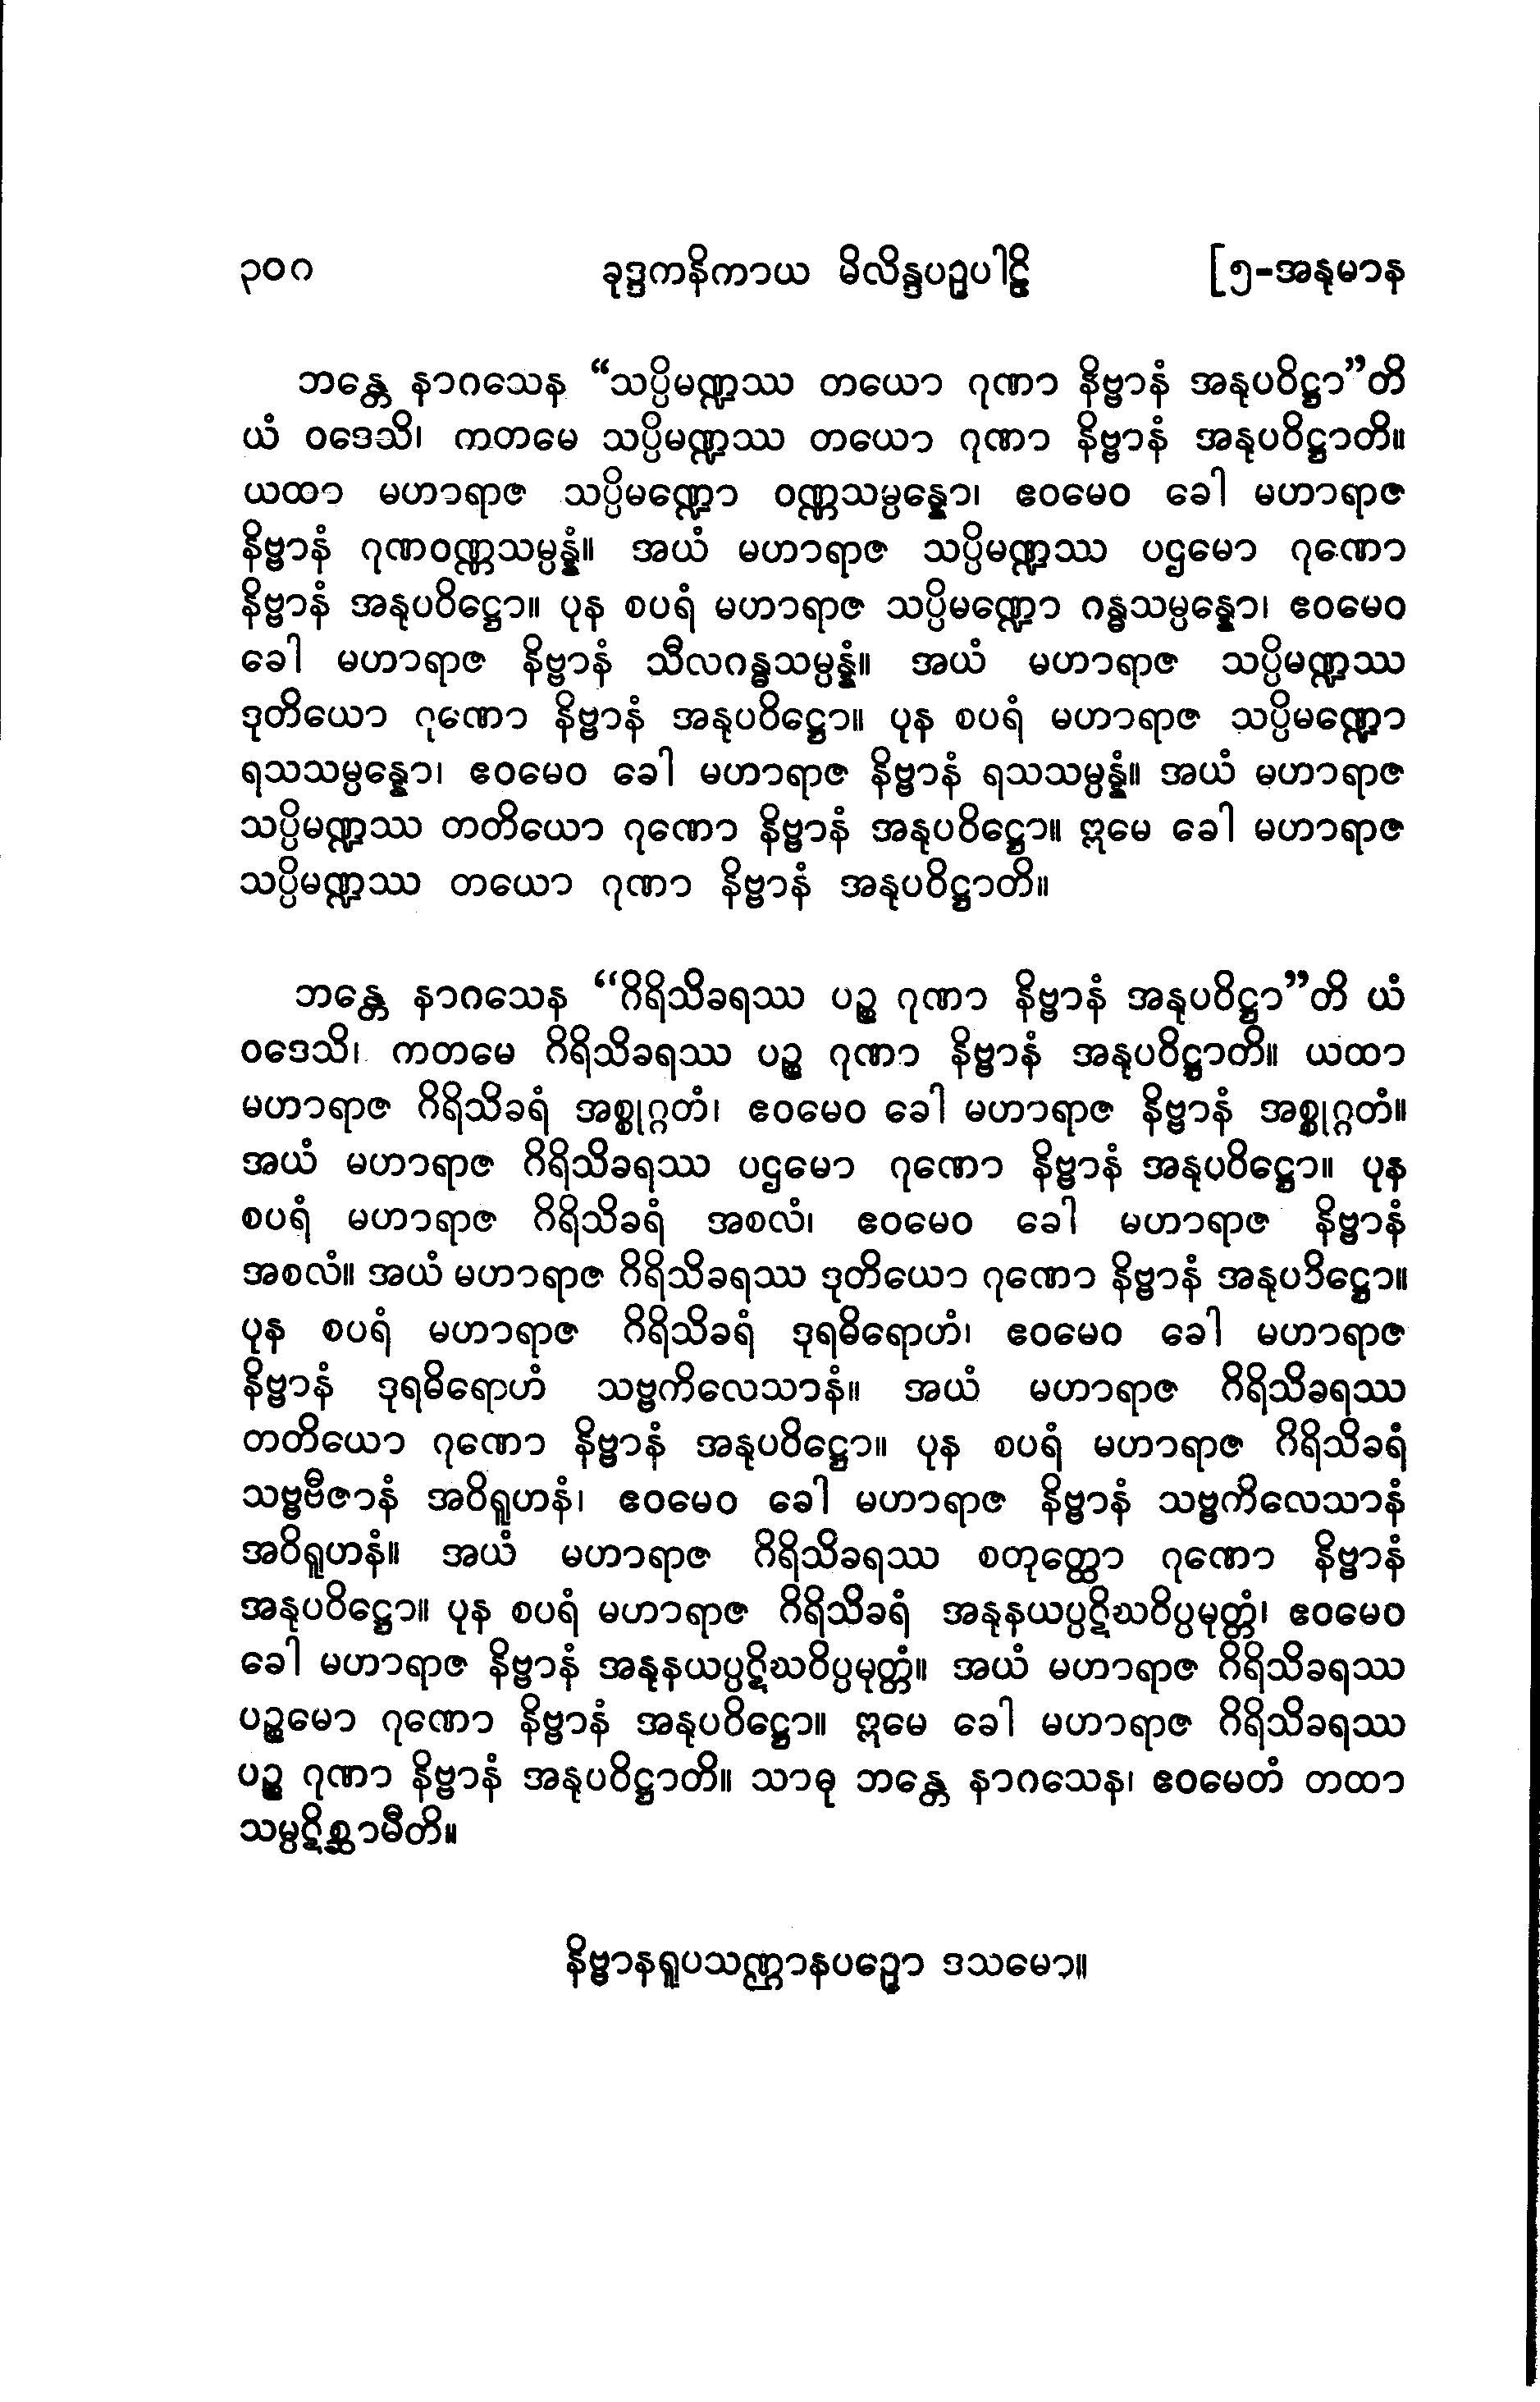 ၃၀၈ ခုဒ္ဒကနိကာယ မိလိန္ဒပဉှပါဠိ [၅-အနုမာန
ဘန္တေ နာဂသေန “သပ္ပိမဏ္ဍဿ တယော ဂုဏာ နိဗ္ဗာနံ အနုပဝိဋ္ဌာ”တိ
ယံ ဝဒေသိ၊ ကတမေ သပ္ပိမဏ္ဍဿ တယော ဂုဏာ နိဗ္ဗာနံ အနုပဝိဋ္ဌာတိ။
ယထာ မဟာရာဇ သပ္ပိမဏ္ဍော ဝဏ္ဏသမ္ပန္နော၊ ဧဝမေဝ ခေါ မဟာရာဇ
နိဗ္ဗာနံ ဂုဏဝဏ္ဏသမ္ပန္နံ။ အယံ မဟာရာဇ သပ္ပိမဏ္ဍဿ ပဌမော ဂုဏော
နိဗ္ဗာနံ အနုပဝိဋ္ဌော။ ပုန စပရံ မဟာရာဇ သပ္ပိမဏ္ဍော ဂန္ဓသမ္ပန္နော၊ ဧဝမေဝ
ခေါ မဟာရာဇ နိဗ္ဗာနံ သီလဂန္ဓသမ္ပန္နံ။ အယံ မဟာရာဇ သပ္ပိမဏ္ဍဿ
ဒုတိယော ဂုဏော နိဗ္ဗာနံ အနုပဝိဋ္ဌော။ ပုန စပရံ မဟာရာဇ သပ္ပိမဏ္ဍော
ရသသမ္ပန္နော၊ ဧဝမေဝ ခေါ မဟာရာဇ နိဗ္ဗာနံ ရသသမ္ပန္နံ။ အယံ မဟာရာဇ
သပ္ပိမဏ္ဍဿ တတိယော ဂုဏော နိဗ္ဗာနံ အနုပဝိဋ္ဌော။ ဣမေ ခေါ မဟာရာဇ
သပ္ပိမဏ္ဍဿ တယော ဂုဏာ နိဗ္ဗာနံ အနုပဝိဋ္ဌာတိ။
ဘန္တေ နာဂသေန “ဂိရိသိခရဿ ပဉ္စ ဂုဏာ နိဗ္ဗာနံ အနုပဝိဋ္ဌာ”တိ ယံ
ဝဒေသိ၊ ကတမေ ဂိရိသိခရဿ ပဉ္စ ဂုဏာ နိဗ္ဗာနံ အနုပဝိဋ္ဌာတိ။ ယထာ
မဟာရာဇ ဂိရိသိခရံ အစ္စုဂ္ဂတံ၊ ဧဝမေဝ ခေါ မဟာရာဇ နိဗ္ဗာနံ အစ္စုဂ္ဂတံ။
အယံ မဟာရာဇ ဂိရိသိခရဿ ပဌမော ဂုဏော နိဗ္ဗာနံ အနုပဝိဋ္ဌော။ ပုန
စပရံ မဟာရာဇ ဂိရိသိခရံ အစလံ၊ ဧဝမေဝ ခေါ မဟာရာဇ နိဗ္ဗာနံ
အစလံ။ အယံ မဟာရာဇ ဂိရိသိခရဿ ဒုတိယော ဂုဏော နိဗ္ဗာနံ အနုပဝိဋ္ဌော။
ပုန စပရံ မဟာရာဇ ဂိရိသိခရံ ဒုရဓိရောဟံ၊ ဧဝမေဝ ခေါ မဟာရာဇ
နိဗ္ဗာနံ ဒုရဓိရောဟံ သဗ္ဗကိလေသာနံ။ အယံ မဟာရာဇ ဂိရိသိခရဿ
တတိယော ဂုဏော နိဗ္ဗာနံ အနုပဝိဋ္ဌော။ ပုန စပရံ မဟာရာဇ ဂိရိသိခရံ
သဗ္ဗဗီဇာနံ အဝိရူဟနံ၊ ဧဝမေဝ ခေါ မဟာရာဇ နိဗ္ဗာနံ သဗ္ဗကိလေသာနံ
အဝိရူဟနံ။ အယံ မဟာရာဇ ဂိရိသိခရဿ စတုတ္ထော ဂုဏော နိဗ္ဗာနံ
အနုပဝိဋ္ဌော။ ပုန စပရံ မဟာရာဇ ဂိရိသိခရံ အနုနယပ္ပဋိဃဝိပ္ပမုတ္တံ၊ ဧဝမေဝ
ခေါ မဟာရာဇ နိဗ္ဗာနံ အနုနယပ္ပဋိဃဝိပ္ပမုတ္တံ။ အယံ မဟာရာဇ ဂိရိသိခရဿ
ပဉ္စမော ဂုဏော နိဗ္ဗာနံ အနုပဝိဋ္ဌော။ ဣမေ ခေါ မဟာရာဇ ဂိရိသိခရဿ
ပဉ္စ ဂုဏာ နိဗ္ဗာနံ အနုပဝိဋ္ဌာတိ။ သာဓု ဘန္တေ နာဂသေန၊ ဧဝမေတံ တထာ
သမ္ပဋိစ္ဆာမီတိ။
နိဗ္ဗာနရူပသဏ္ဌာနပဉှော ဒသမော။